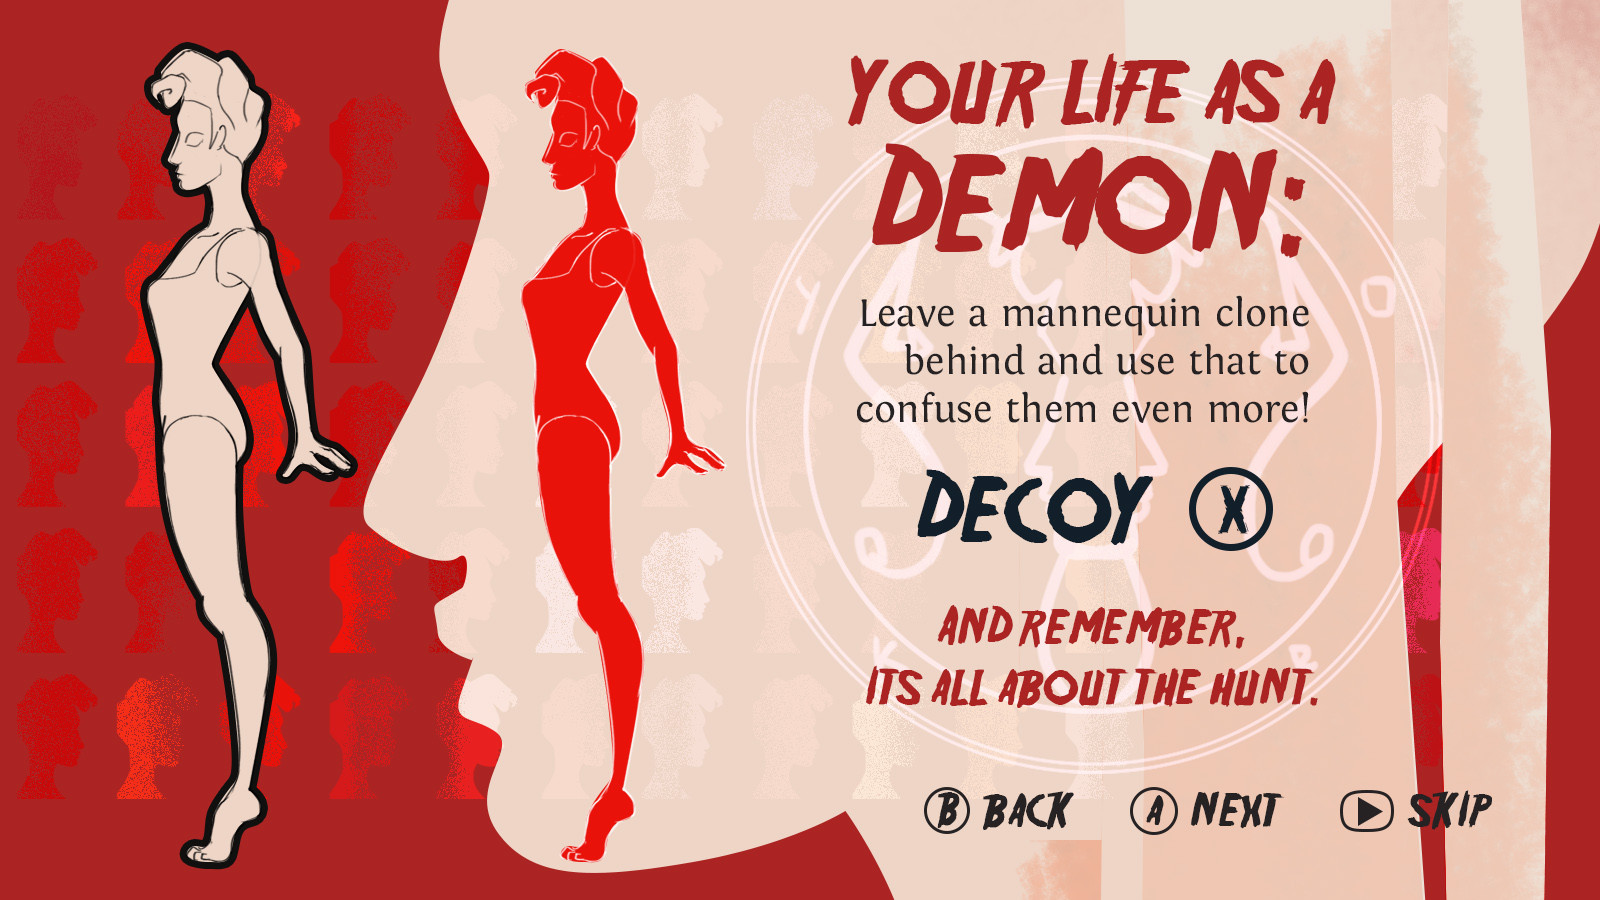 YOUR LIFE AS A
DEMON:
Leave a mannequin clone
behind and use that to
confuse them even more!
DECOY X
AND REMEMBER,
ITS ALL ABOUT THE HUNT.
B BACK A NEXT SKIP